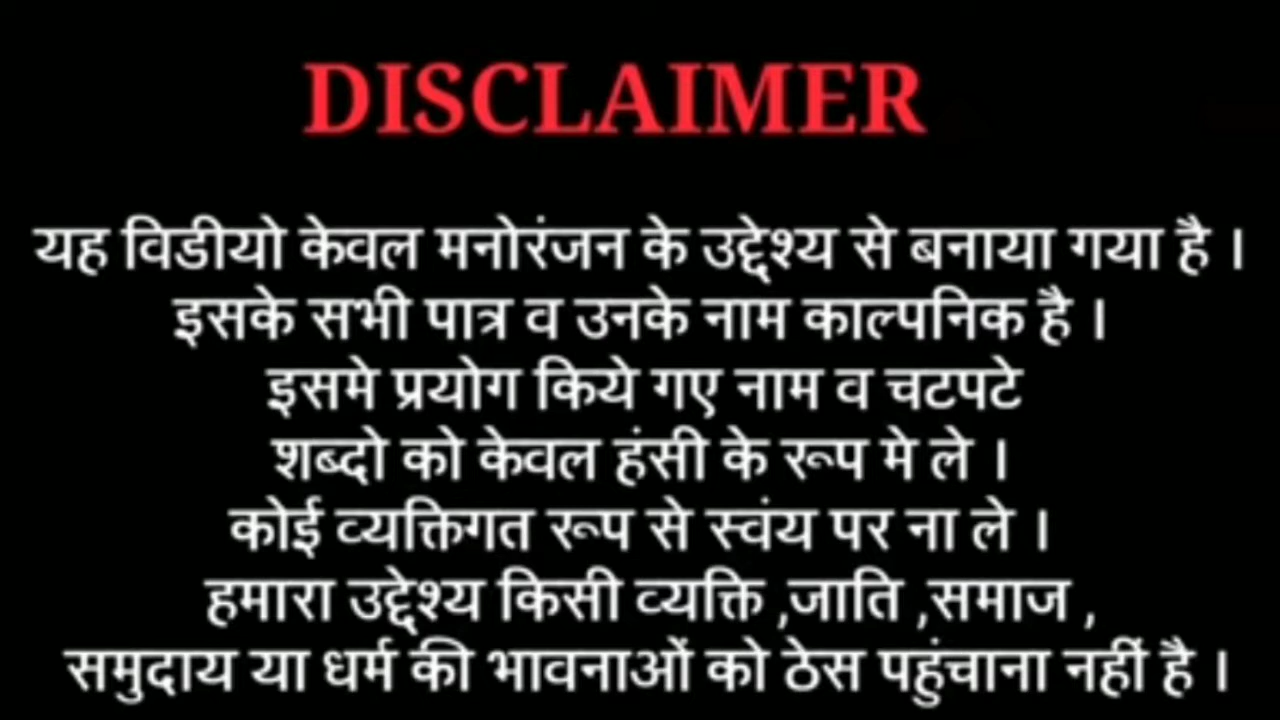 DISCLAIMER
यह विडीयो केवल मनोरंजन के उद्देश्य से बनाया गया है ।
इसके सभी पात्र व उनके नाम काल्पनिक है ।
इसमे प्रयोग किये गए नाम व चटपटे
शब्दो को केवल हंसी के रूप मे ले ।
कोई व्यक्तिगत रूप से स्वंय पर ना ले ।
हमारा उद्देश्य किसी व्यक्ति ,जाति ,समाज ,
समुदाय या धर्म की भावनाओं को ठेस पहुंचाना नहीं है ।